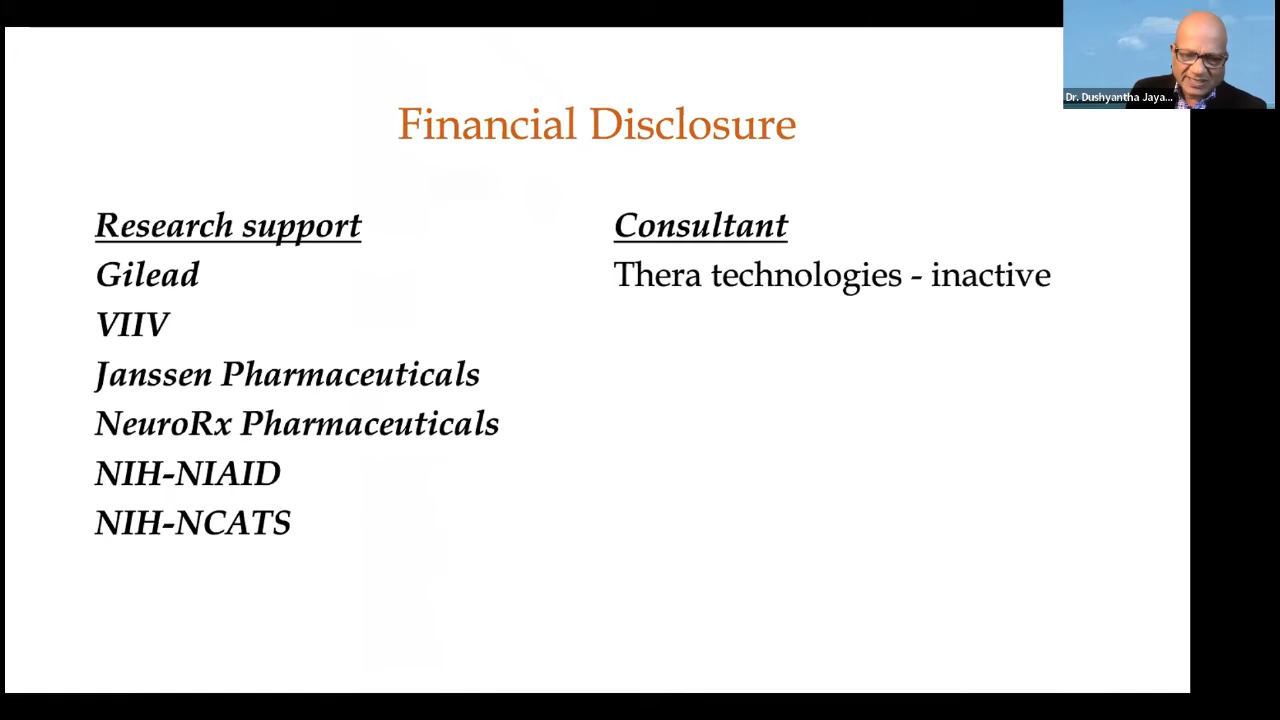 Financial Disclosure
Research support
Gilead
VIIV
Janssen Pharmaceuticals
NeuroRx Pharmaceuticals
NIH-NIAID
NIH-NCATS
Consultant
Thera technologies - inactive
Dr. Dushyantha Jaya...